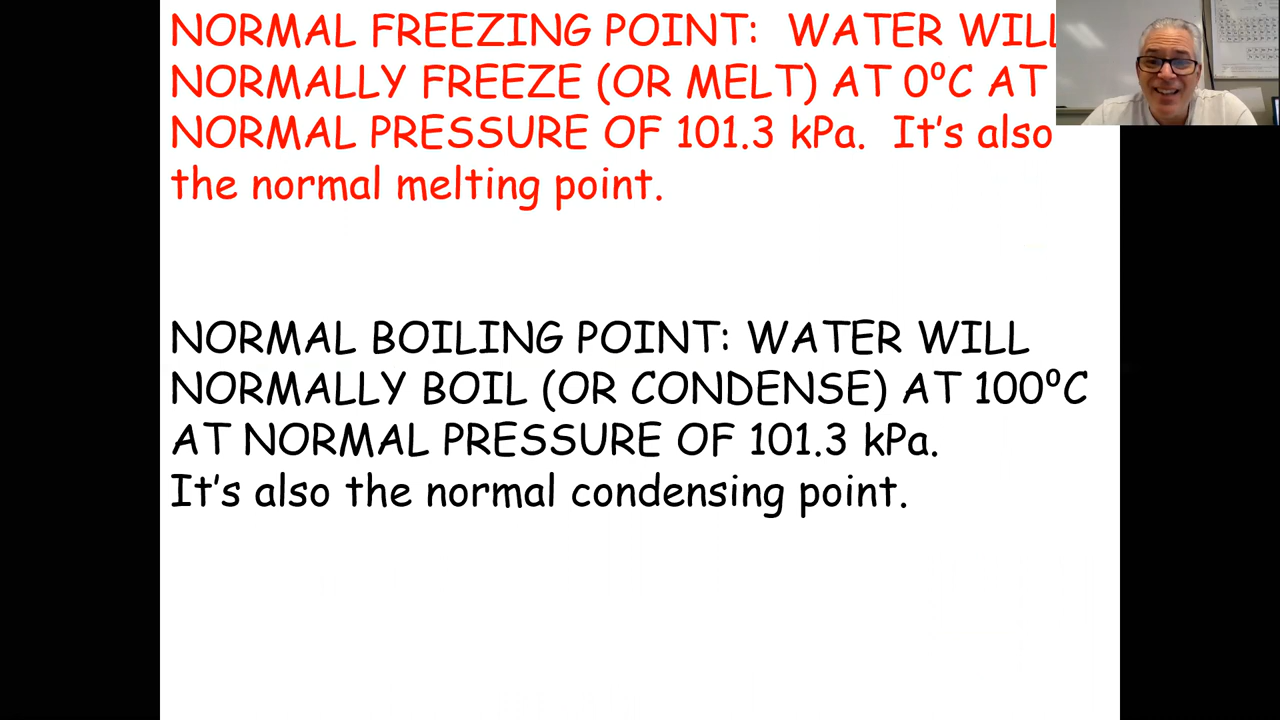 NORMAL FREEZING POINT: WATER WILL
NORMALLY FREEZE (OR MELT) AT 0⁰C AT
NORMAL PRESSURE OF 101.3 kPa. It's also
the normal melting point.
NORMAL BOILING POINT: WATER WILL
NORMALLY BOIL (OR CONDENSE) AT 100⁰C
AT NORMAL PRESSURE OF 101.3 kPa.
It's also the normal condensing point.